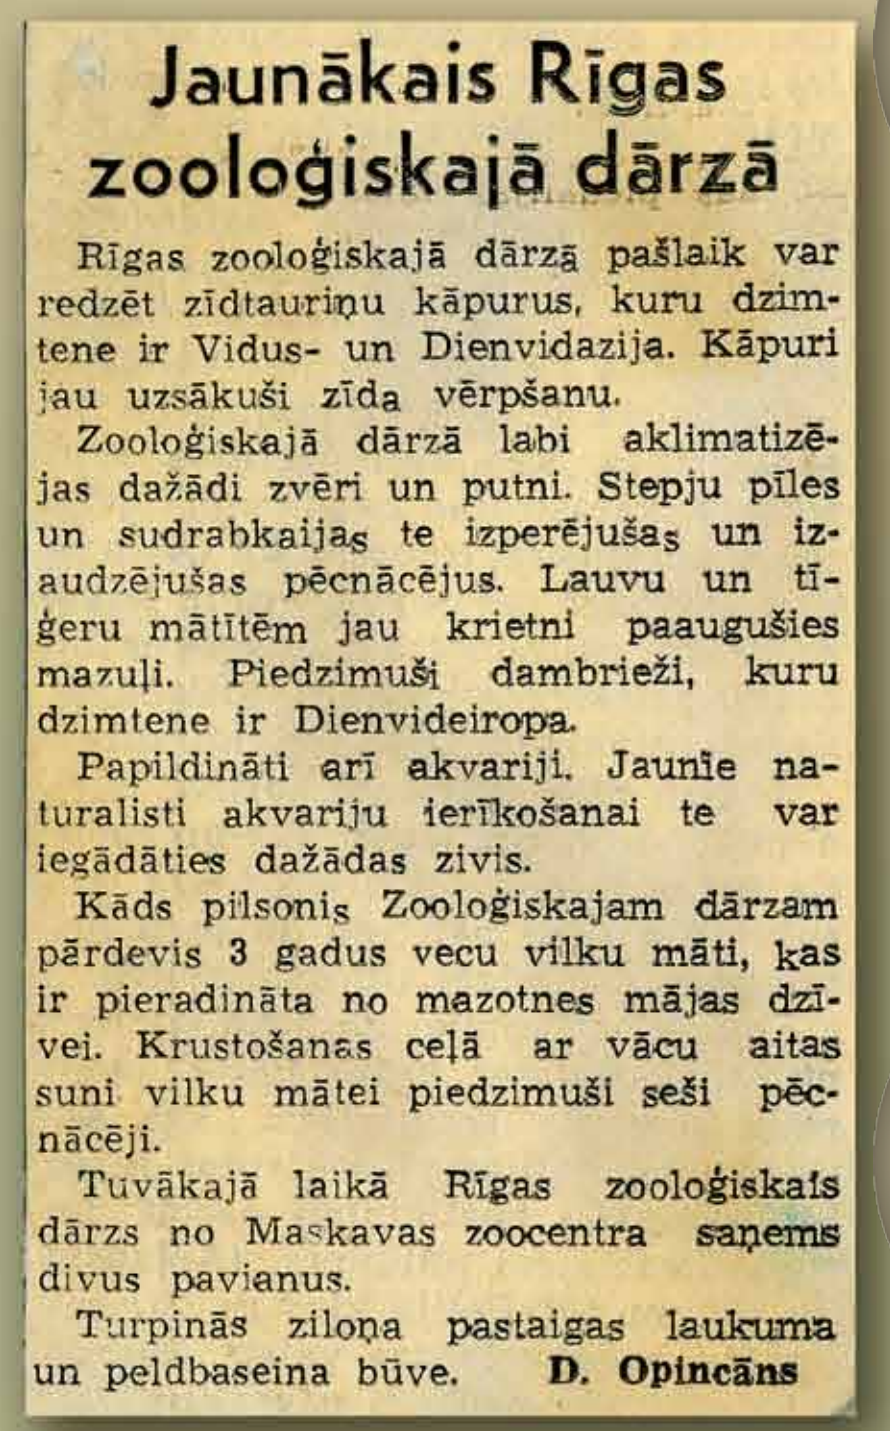 Jaunākais Rīgas
zooloģiskajā dārzā
Rīgas zooloģiskajā dārzā pašlaik var
redzēt zīdtauriņu kāpurus, kuru dzim-
tene ir Vidus- un Dienvidazija. Kāpuri
jau uzsākuši zīda vērpšanu.
Zooloģiskajā dārzā labi aklimatizē-
jas dažādi zvēri un putni. Stepju pīles
un sudrabkaijas te izperējušas un iz-
audzējušas pēcnācējus. Lauvu un tī-
ģeru mātītēm jau krietni paaugušies
mazuļi. Piedzimuši dambrieži, kuru
dzimtene ir Dienvideiropa.
Papildināti arī akvariji. Jaunie na-
turalisti akvariju ierīkošanai te var
iegādāties dažādas zivis.
Kāds pilsonis Zooloģiskajam dārzam
pārdevis 3 gadus vecu vilku māti, kas
ir pieradināta no mazotnes mājas dzī-
vei. Krustošanas ceļā ar vācu aitas
suni vilku mātei piedzimuši seši pēc-
nācēji.
Tuvākajā laikā Rīgas zooloģiskais
dārzs no Maskavas zoocentra saņems
divus pavianus.
Turpinās ziloņa pastaigas laukuma
un peldbaseina būve. D. Opincāns